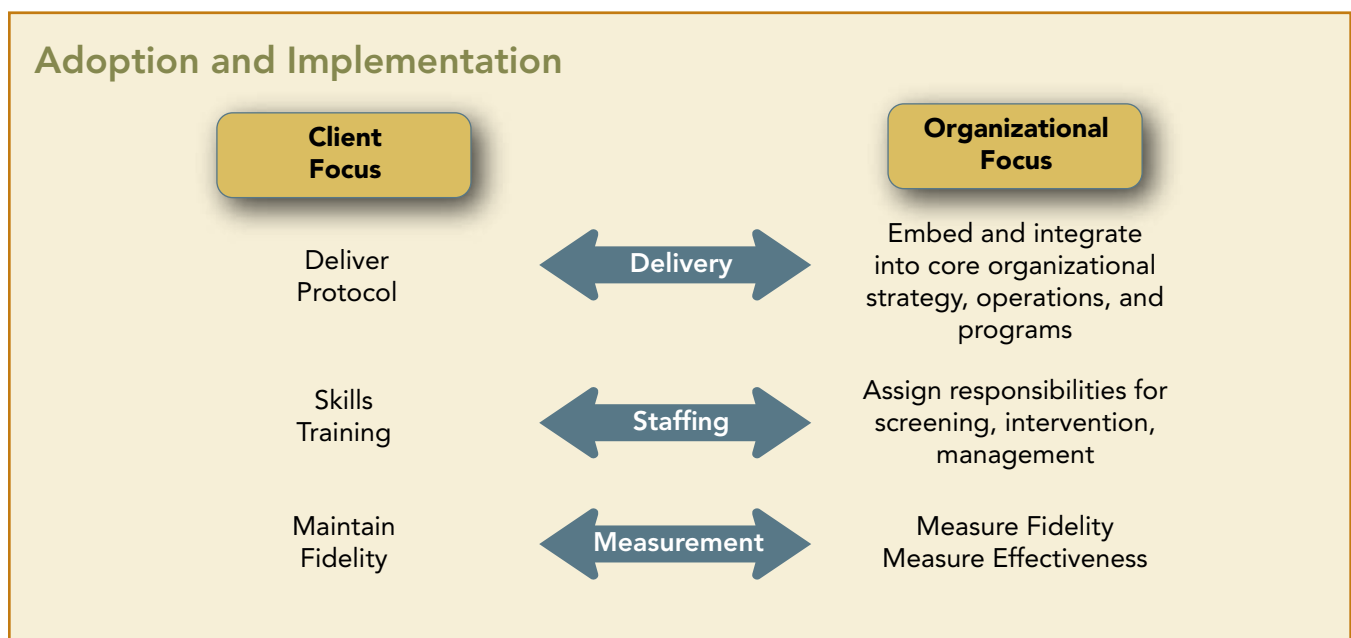 Adoption and Implementation
Client
Focus
Organizational
Focus
Deliver
Protocol
Delivery
Embed and integrate
into core organizational
strategy, operations, and
programs
Skills
Training
Staffing
Assign responsibilities for
screening, intervention,
management
Maintain
Fidelity
Measurement
Measure Fidelity
Measure Effectiveness